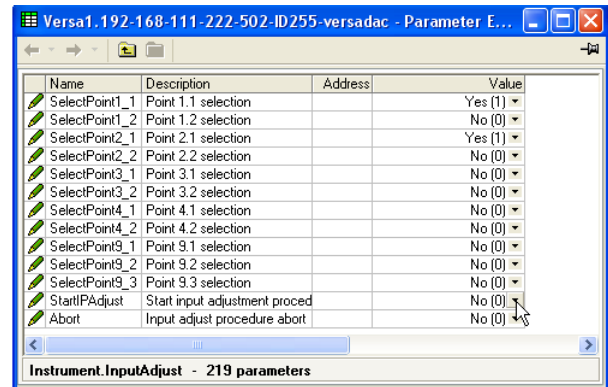 Versa1.192-168-111-222-502-ID255-versadac - Parameter E...
Name Description Address Value
SelectPoint1_1 Point 1.1 selection Yes (1)
SelectPoint1_2 Point 1.2 selection No (0)
SelectPoint2_1 Point 2.1 selection Yes (1)
SelectPoint2_2 Point 2.2 selection No (0)
SelectPoint3_1 Point 3.1 selection No (0)
SelectPoint3_2 Point 3.2 selection No (0)
SelectPoint4_1 Point 4.1 selection No (0)
SelectPoint4_2 Point 4.2 selection No (0)
SelectPoint9_1 Point 9.1 selection No (0)
SelectPoint9_2 Point 9.2 selection No (0)
SelectPoint9_3 Point 9.3 selection No (0)
StartIPAdjust Start input adjustment proced No (0)
Abort Input adjust procedure abort No (0)
Instrument.InputAdjust - 219 parameters